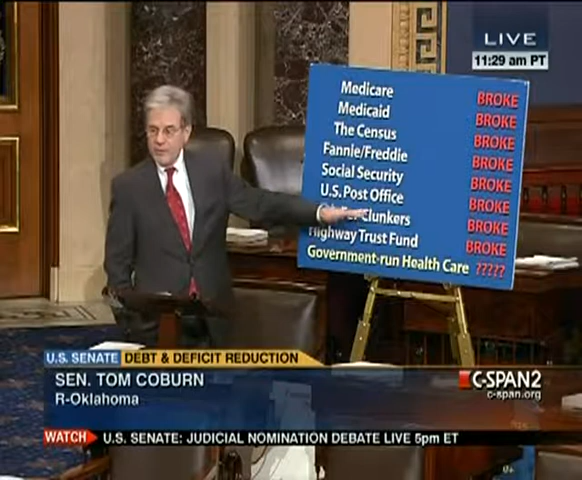 LIVE
11:29 am PT
Medicare BROKE
Medicaid BROKE
The Census BROKE
Fannie/Freddie BROKE
Social Security BROKE
U.S. Post Office BROKE
Clunkers BROKE
Highway Trust Fund BROKE
Government-run Health Care ?????
U.S. SENATE DEBT & DEFICIT REDUCTION
SEN. TOM COBURN
R-Oklahoma
C-SPAN2
c-span.org
WATCH U.S. SENATE: JUDICIAL NOMINATION DEBATE LIVE 5pm ET